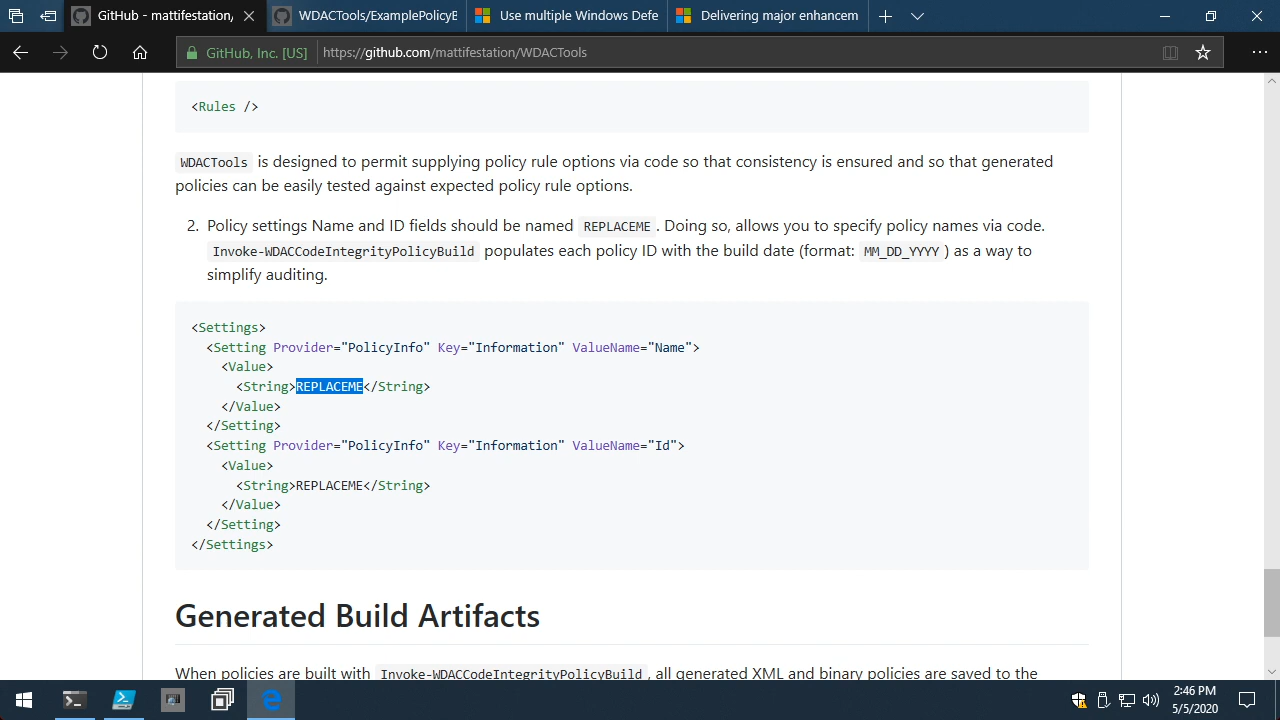 GitHub - mattifestation/
WDACTools/ExamplePolicyB
Use multiple Windows Defe
Delivering major enhancem
GitHub, Inc. [US]
https://github.com/mattifestation/WDACTools
<Rules />
WDACTools is designed to permit supplying policy rule options via code so that consistency is ensured and so that generated
policies can be easily tested against expected policy rule options.
2. Policy settings Name and ID fields should be named REPLACEME. Doing so, allows you to specify policy names via code.
Invoke-WDACCodeIntegrityPolicyBuild populates each policy ID with the build date (format: MM_DD_YYYY ) as a way to
simplify auditing.
<Settings>
<Setting Provider="PolicyInfo" Key="Information" ValueName="Name">
<Value>
<String>REPLACEME</String>
</Value>
</Setting>
<Setting Provider="PolicyInfo" Key="Information" ValueName="Id">
<Value>
<String>REPLACEME</String>
</Value>
</Setting>
</Settings>
Generated Build Artifacts
When policies are built with Invoke-WDACCodeIntegrityPolicyBuild, all generated XML and binary policies are saved to the
2:46 PM
5/5/2020